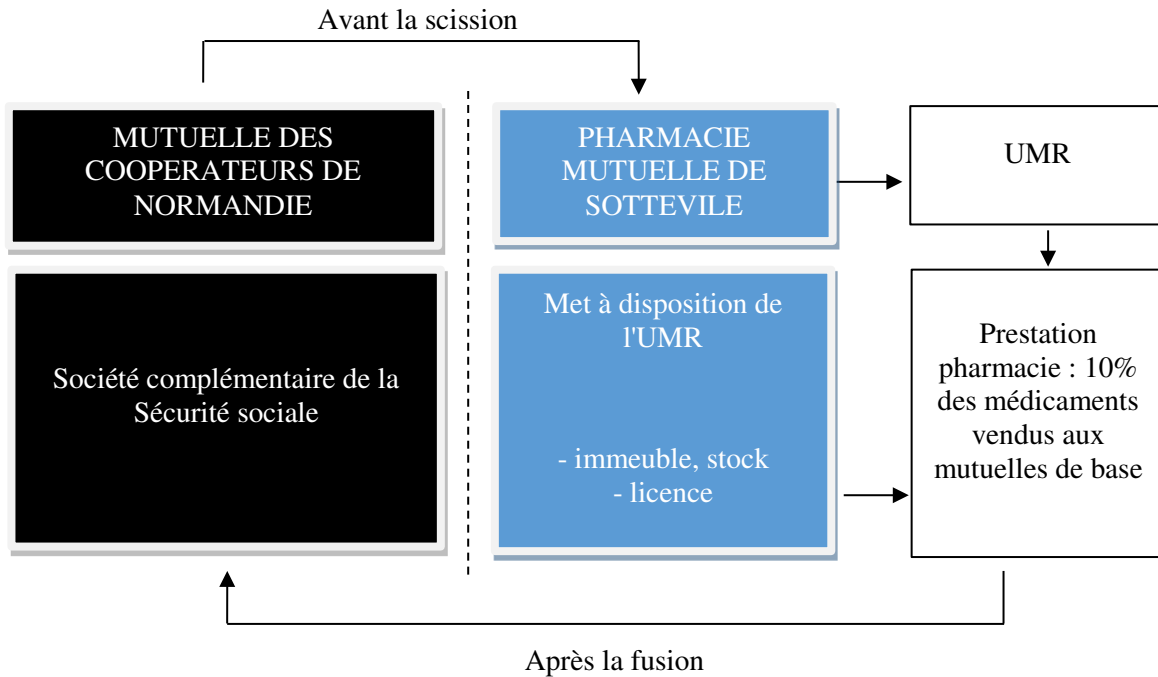 Avant la scission
MUTUELLE DES
COOPERATEURS DE
NORMANDIE
PHARMACIE
MUTUELLE DE
SOTTEVILE
UMR
Société complémentaire de la
Sécurité sociale
Met à disposition de
l'UMR
- immeuble, stock
- licence
Prestation
pharmacie : 10%
des médicaments
vendus aux
mutuelles de base
Après la fusion